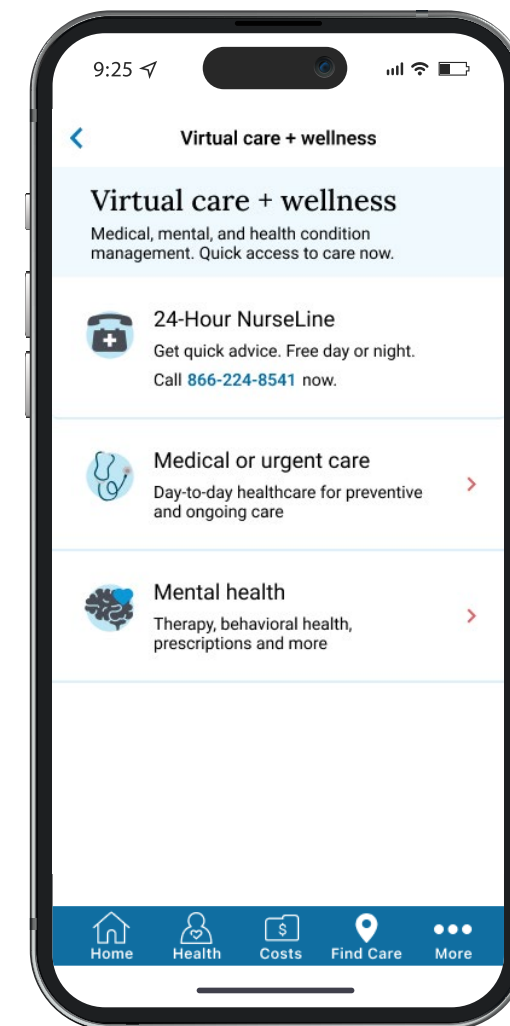 9:25
Virtual care + wellness
Virtual care + wellness
Medical, mental, and health condition
management. Quick access to care now.
24-Hour NurseLine
Get quick advice. Free day or night.
Call 866-224-8541 now.
Medical or urgent care
Day-to-day healthcare for preventive
and ongoing care
Mental health
Therapy, behavioral health,
prescriptions and more
$
Home Health Costs Find Care More